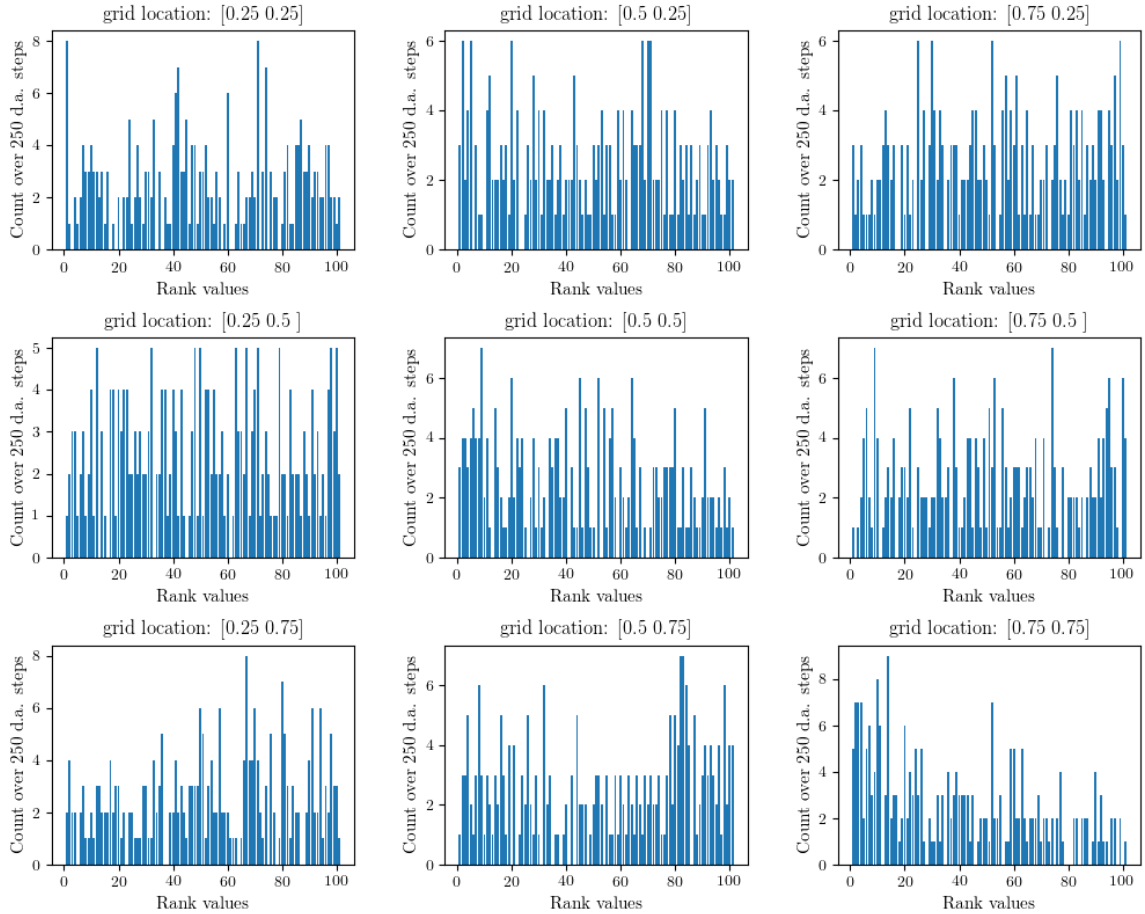 grid location: [0.25 0.25]
grid location: [0.5 0.25]
grid location: [0.75 0.25]
Count over 250 d.a. steps
8
6
4
2
0
0 20 40 60 80 100
Rank values
Count over 250 d.a. steps
6
4
2
0
0 20 40 60 80 100
Rank values
Count over 250 d.a. steps
6
4
2
0
0 20 40 60 80 100
Rank values
grid location: [0.25 0.5 ]
grid location: [0.5 0.5]
grid location: [0.75 0.5 ]
Count over 250 d.a. steps
5
4
3
2
1
0
0 20 40 60 80 100
Rank values
Count over 250 d.a. steps
6
4
2
0
0 20 40 60 80 100
Rank values
Count over 250 d.a. steps
6
4
2
0
0 20 40 60 80 100
Rank values
grid location: [0.25 0.75]
grid location: [0.5 0.75]
grid location: [0.75 0.75]
Count over 250 d.a. steps
8
6
4
2
0
0 20 40 60 80 100
Rank values
Count over 250 d.a. steps
6
4
2
0
0 20 40 60 80 100
Rank values
Count over 250 d.a. steps
8
6
4
2
0
0 20 40 60 80 100
Rank values